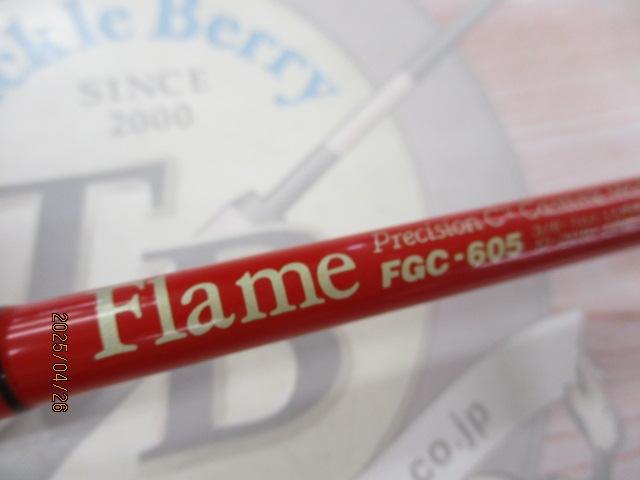 ckle Berry
SINCE
2000
TB
Flame
Precision
FGC-605
.co.jp
2025/04/26